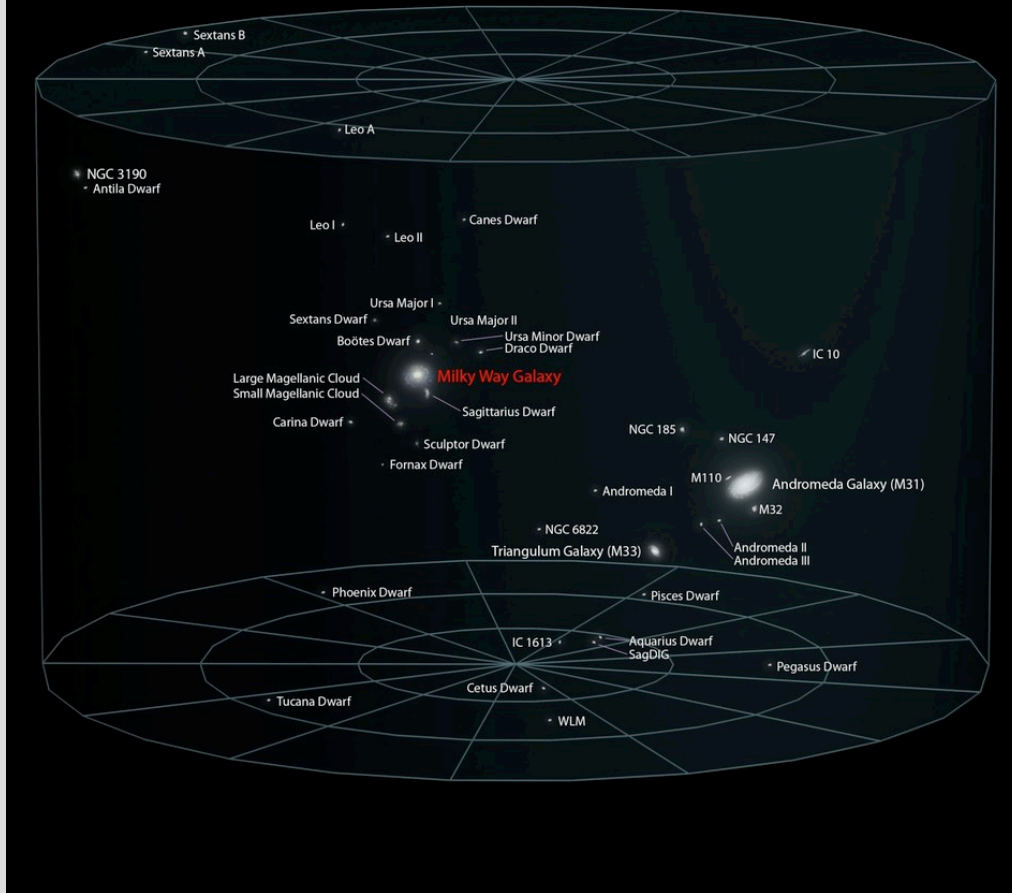 Sextans B
Sextans A
Leo A
NGC 3190
Antila Dwarf
Canes Dwarf
Leo I
Leo II
Ursa Major I
Sextans Dwarf
Ursa Major II
Ursa Minor Dwarf
Boötes Dwarf
Draco Dwarf
IC 10
Milky Way Galaxy
Large Magellanic Cloud
Small Magellanic Cloud
Sagittarius Dwarf
Carina Dwarf
NGC 185
NGC 147
Sculptor Dwarf
Fornax Dwarf
M110
Andromeda Galaxy (M31)
Andromeda I
M32
NGC 6822
Andromeda II
Triangulum Galaxy (M33)
Andromeda III
Phoenix Dwarf
Pisces Dwarf
IC 1613
Aquarius Dwarf
SagDIG
Pegasus Dwarf
Cetus Dwarf
Tucana Dwarf
WLM